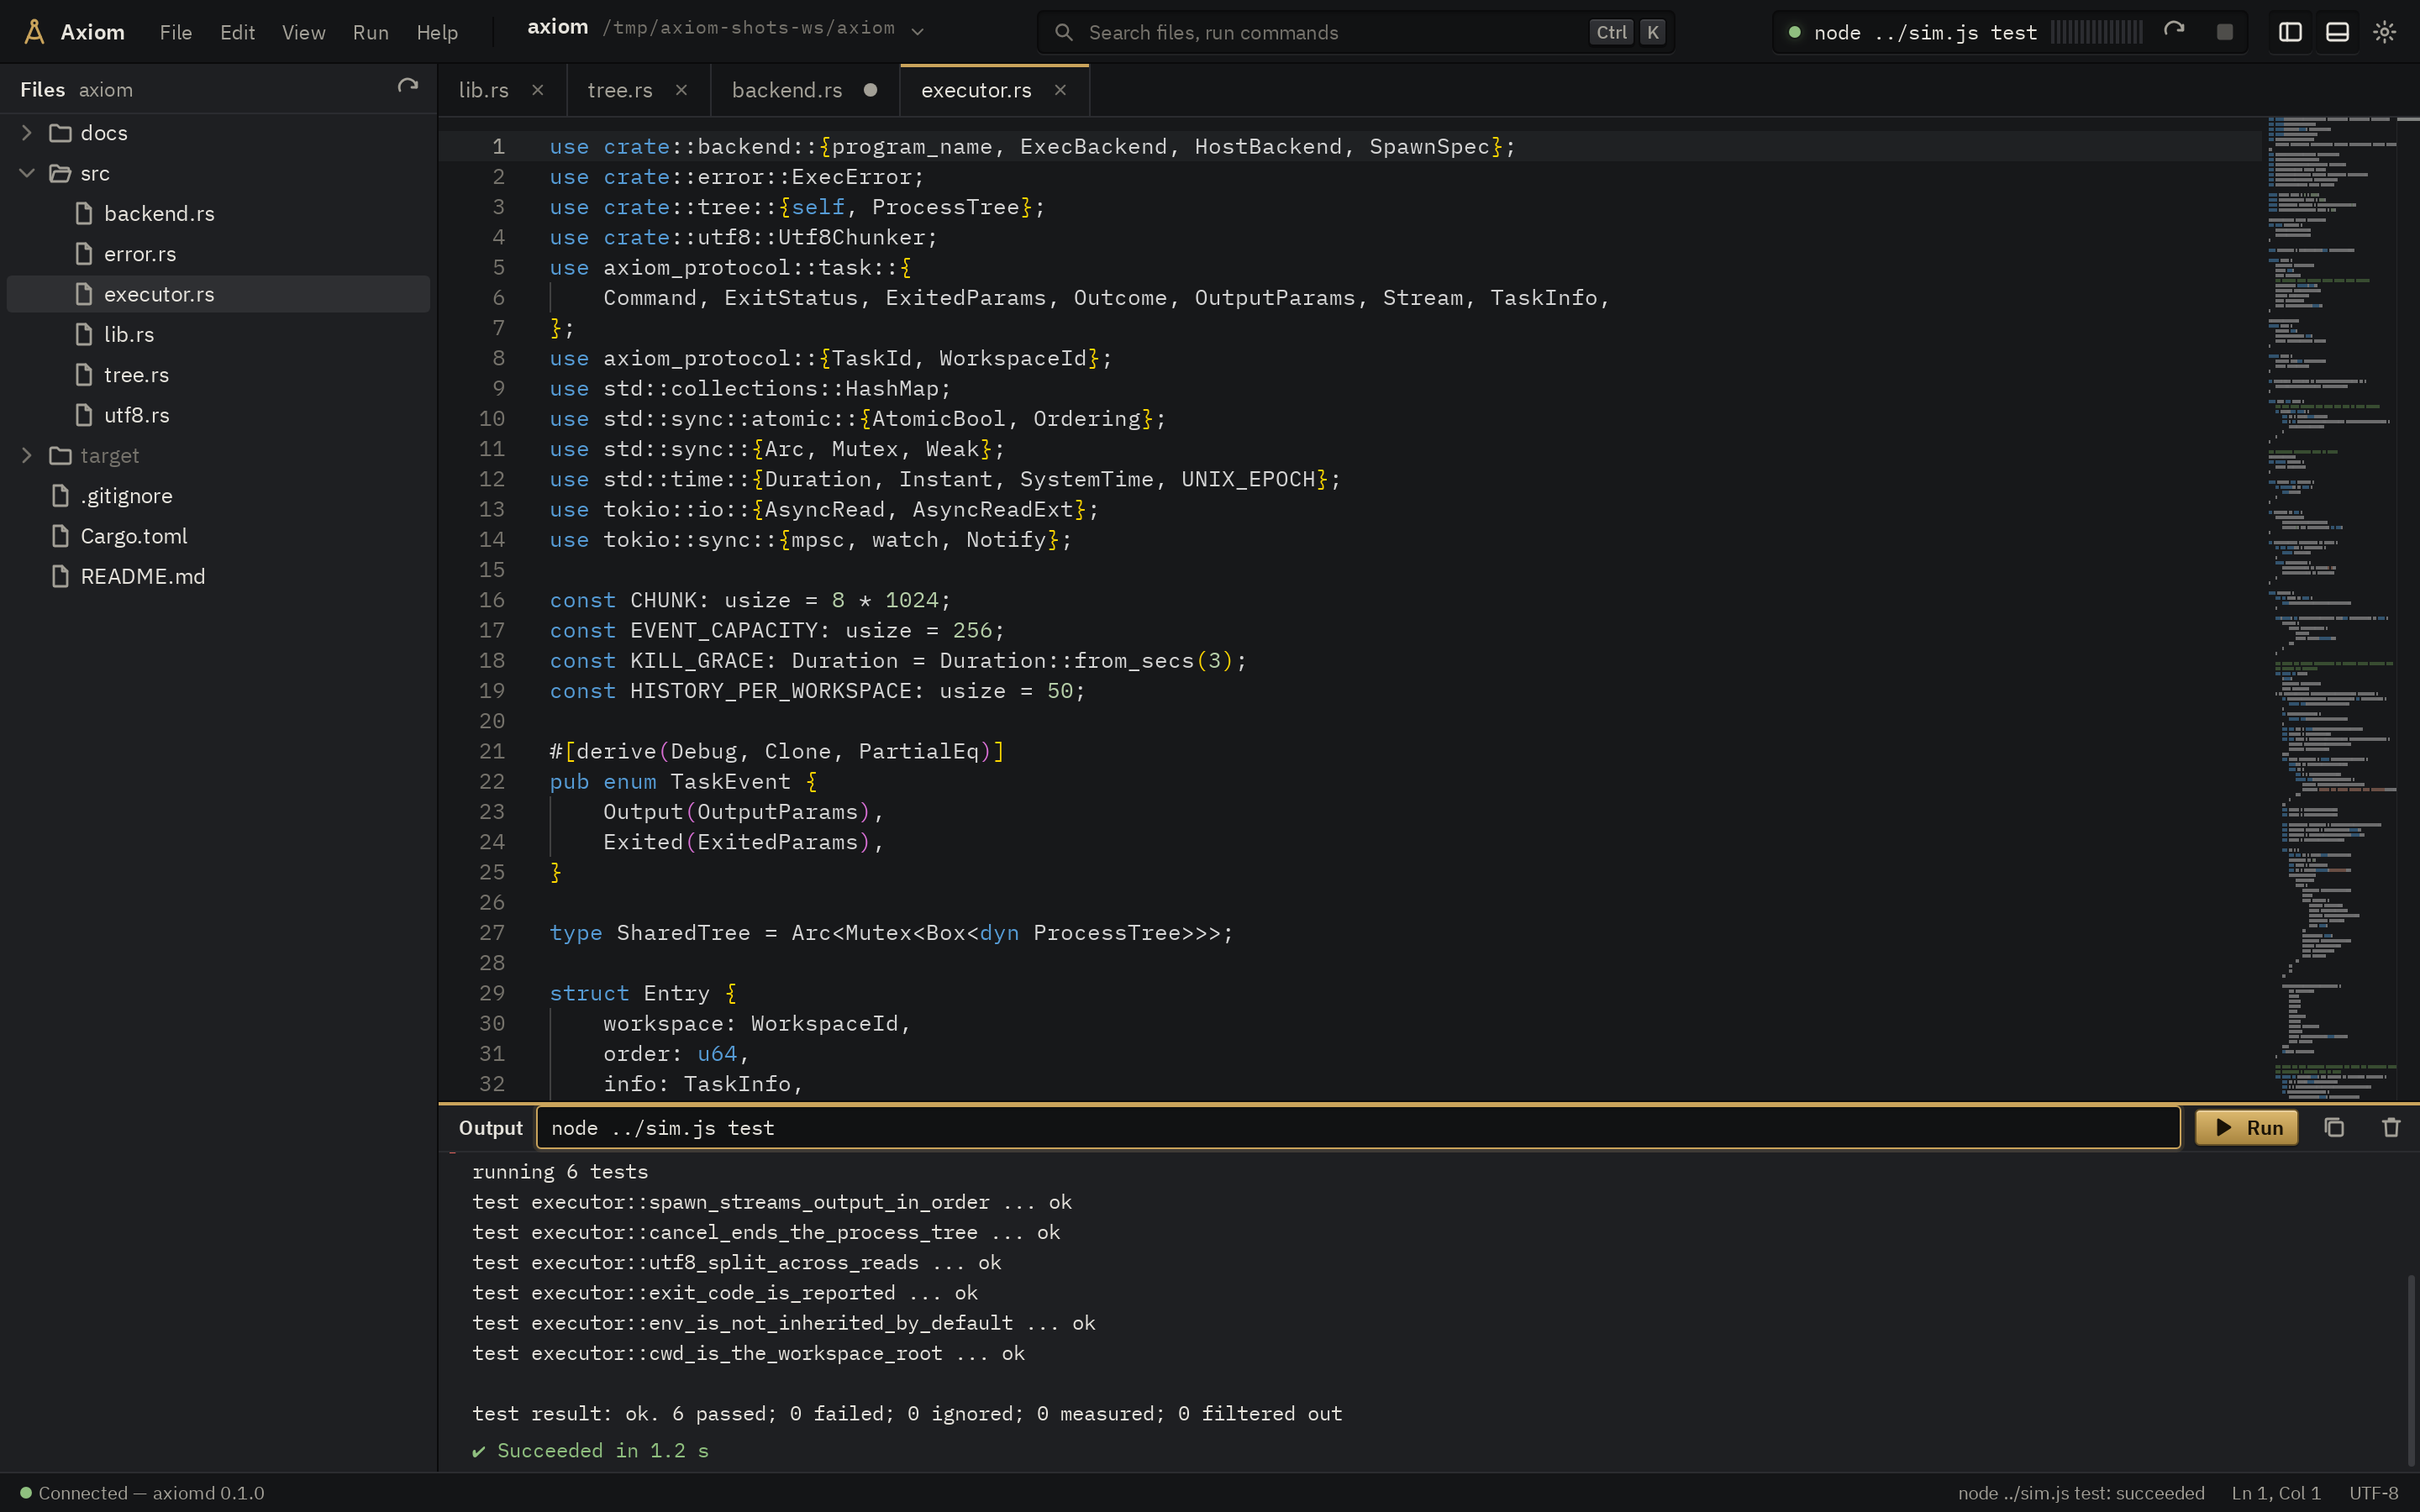 Axiom File Edit View Run Help axiom /tmp/axiom-shots-ws/axiom Search files, run commands Ctrl K node ../sim.js test
Files axiom
docs
src
backend.rs
error.rs
executor.rs
lib.rs
tree.rs
utf8.rs
target
.gitignore
Cargo.toml
README.md
lib.rs × tree.rs × backend.rs executor.rs ×
1 use crate::backend::{program_name, ExecBackend, HostBackend, SpawnSpec};
2 use crate::error::ExecError;
3 use crate::tree::{self, ProcessTree};
4 use crate::utf8::Utf8Chunker;
5 use axiom_protocol::task::{
6     Command, ExitStatus, ExitedParams, Outcome, OutputParams, Stream, TaskInfo,
7 };
8 use axiom_protocol::{TaskId, WorkspaceId};
9 use std::collections::HashMap;
10 use std::sync::atomic::{AtomicBool, Ordering};
11 use std::sync::{Arc, Mutex, Weak};
12 use std::time::{Duration, Instant, SystemTime, UNIX_EPOCH};
13 use tokio::io::{AsyncRead, AsyncReadExt};
14 use tokio::sync::{mpsc, watch, Notify};
15
16 const CHUNK: usize = 8 * 1024;
17 const EVENT_CAPACITY: usize = 256;
18 const KILL_GRACE: Duration = Duration::from_secs(3);
19 const HISTORY_PER_WORKSPACE: usize = 50;
20
21 #[derive(Debug, Clone, PartialEq)]
22 pub enum TaskEvent {
23     Output(OutputParams),
24     Exited(ExitedParams),
25 }
26
27 type SharedTree = Arc<Mutex<Box<dyn ProcessTree>>>;
28
29 struct Entry {
30     workspace: WorkspaceId,
31     order: u64,
32     info: TaskInfo,
Output node ../sim.js test Run
running 6 tests
test executor::spawn_streams_output_in_order ... ok
test executor::cancel_ends_the_process_tree ... ok
test executor::utf8_split_across_reads ... ok
test executor::exit_code_is_reported ... ok
test executor::env_is_not_inherited_by_default ... ok
test executor::cwd_is_the_workspace_root ... ok
test result: ok. 6 passed; 0 failed; 0 ignored; 0 measured; 0 filtered out
✔ Succeeded in 1.2 s
Connected — axiomd 0.1.0 node ../sim.js test: succeeded Ln 1, Col 1 UTF-8